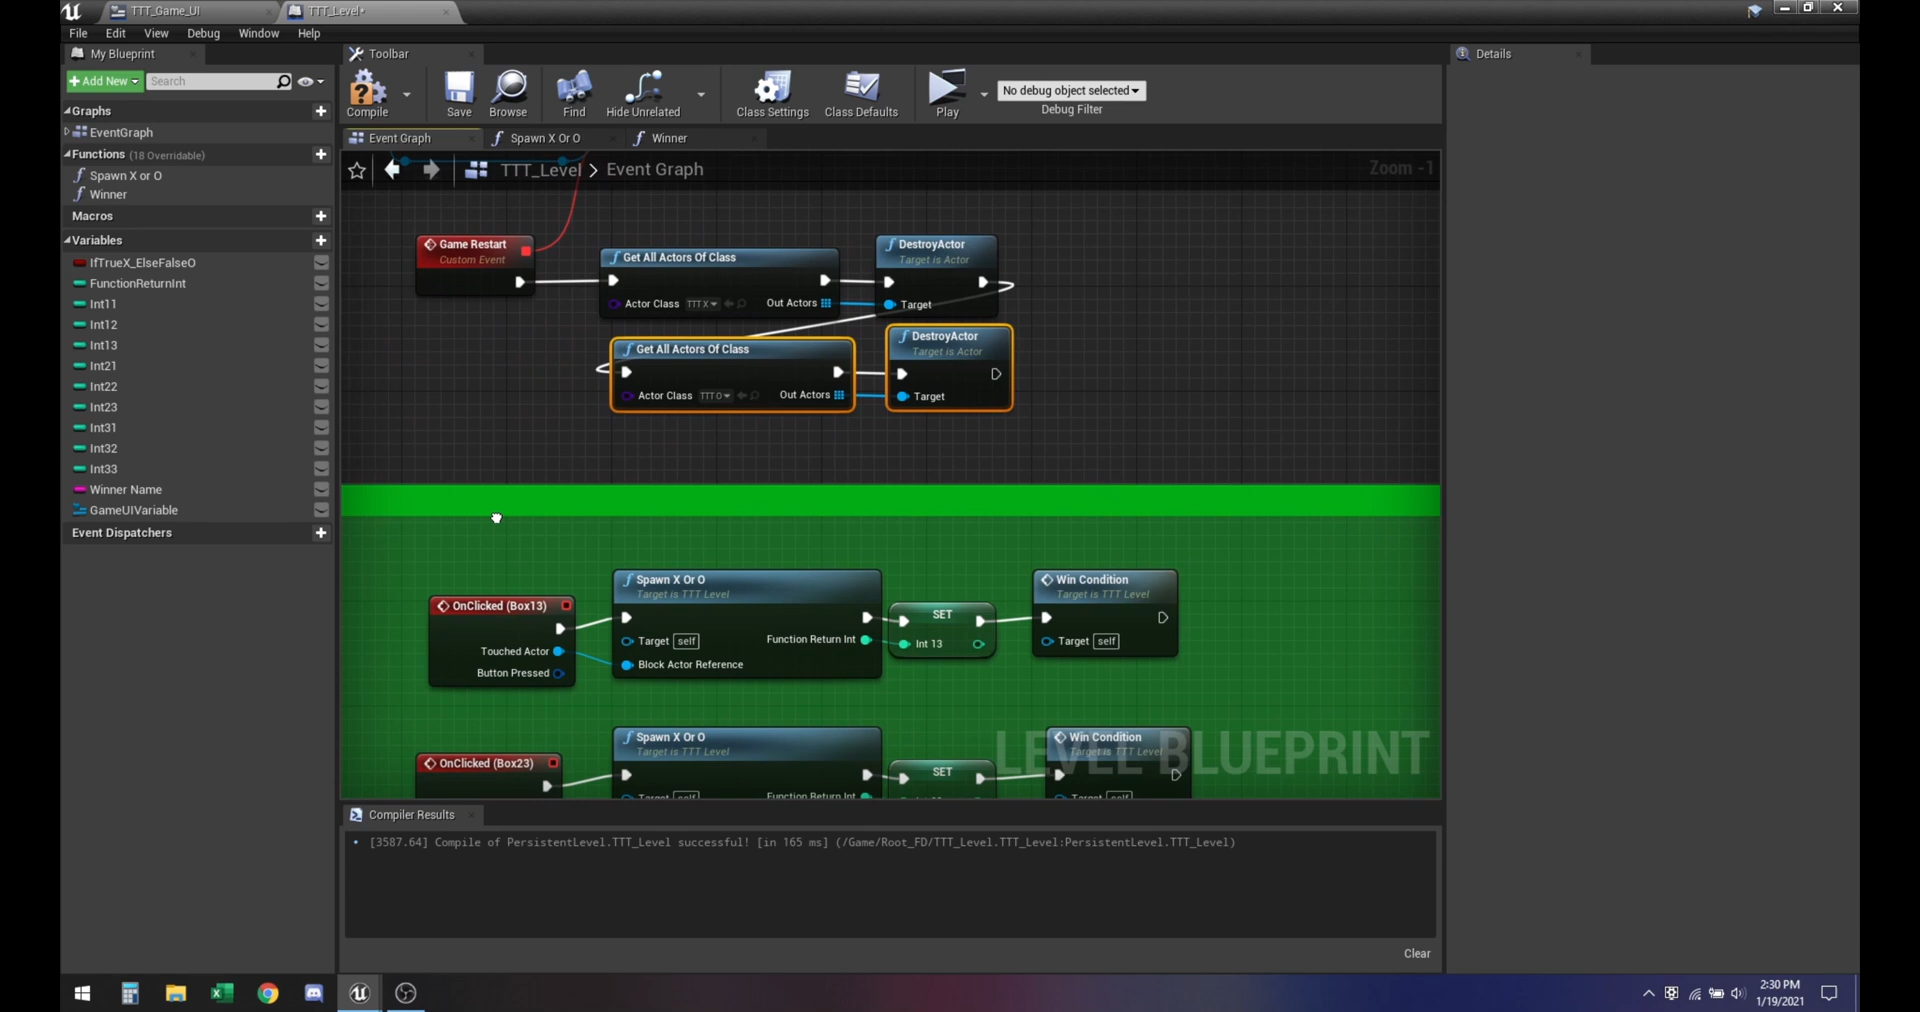 TTT_Game_UI
TTT_Level*
File Edit View Debug Window Help
My Blueprint
Toolbar
Details
Add New
Search
Compile
Save
Browse
Find
Hide Unrelated
Class Settings
Class Defaults
Play
No debug object selected
Debug Filter
Graphs
EventGraph
Functions (18 Overridable)
Spawn X or O
Winner
Macros
Variables
IfTrueX_ElseFalseO
FunctionReturnInt
Int11
Int12
Int13
Int21
Int22
Int23
Int31
Int32
Int33
Winner Name
GameUIVariable
Event Dispatchers
Event Graph
Spawn X Or O
Winner
TTT_Level > Event Graph
Zoom -1
Game Restart
Custom Event
Get All Actors Of Class
Actor Class TTT X
Out Actors
DestroyActor
Target is Actor
Target
Get All Actors Of Class
Actor Class TTT O
Out Actors
DestroyActor
Target is Actor
Target
OnClicked (Box13)
Touched Actor
Button Pressed
Spawn X Or O
Target is TTT Level
Target self
Function Return Int
Block Actor Reference
SET
Int 13
Win Condition
Target is TTT Level
Target self
OnClicked (Box23)
Spawn X Or O
Target is TTT Level
Target self
Function Return Int
SET
Win Condition
Target is TTT Level
Target self
LEVEL BLUEPRINT
Compiler Results
[3587.64] Compile of PersistentLevel.TTT_Level successful! [in 165 ms] (/Game/Root_FD/TTT_Level.TTT_Level:PersistentLevel.TTT_Level)
Clear
2:30 PM
1/19/2021